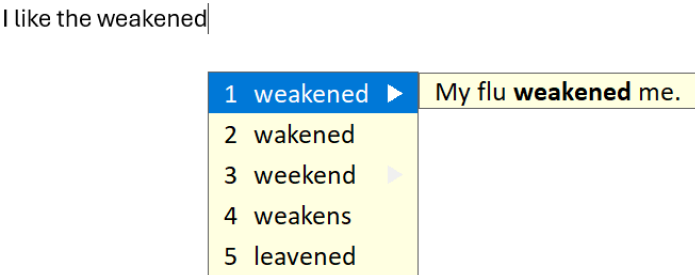 I like the weakened
1 weakened My flu weakened me.
2 wakened
3 weekend
4 weakens
5 leavened